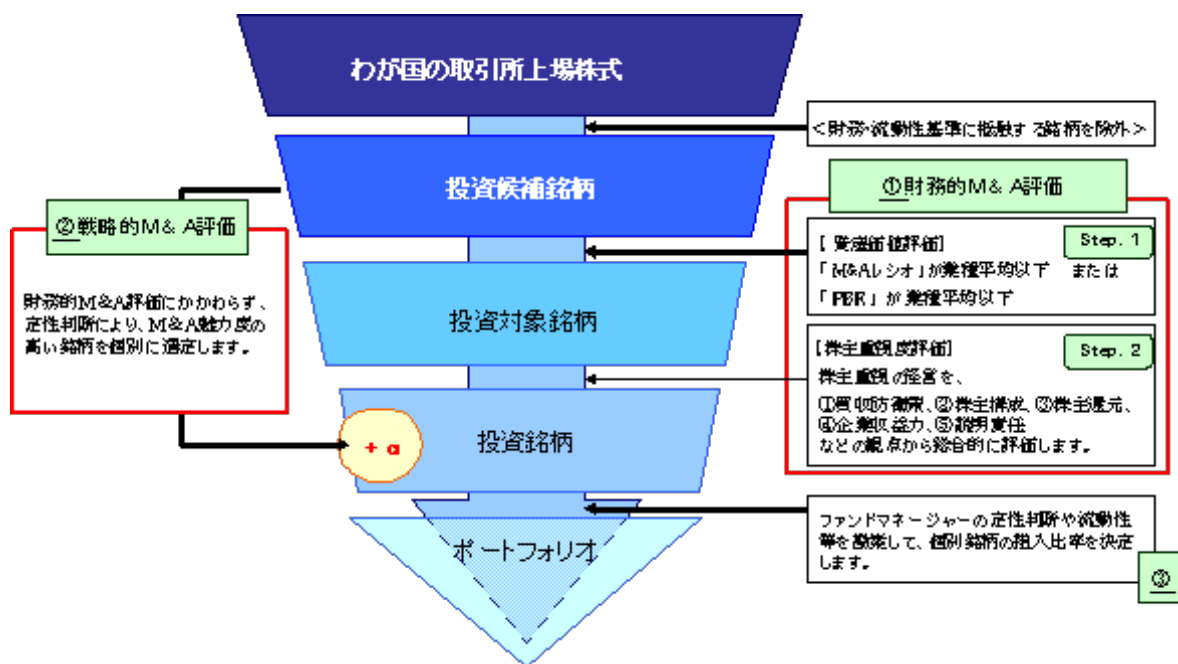 わが国の取引所上場株式
<財務・流動性基準に抵触する銘柄を除外>
投資候補銘柄
①財務的M&A評価
②戦略的M&A評価
財務的M&A評価にかかわらず、
定性判断により、M&A魅力度の
高い銘柄を個別に選定します。
【資産価値評価】
Step. 1
「M&Aレシオ」が業種平均以下 または
「PBR」が業種平均以下
投資対象銘柄
【株主重視度評価】
Step. 2
株主重視の経営を、
①買収防衛策、②株主構成、③株主還元、
④企業収益力、⑤説明責任
などの観点から総合的に評価します。
+α
投資銘柄
ファンドマネージャーの定性判断や流動性
等を勘案して、個別銘柄の組入比率を決定
します。
③
ポートフォリオ